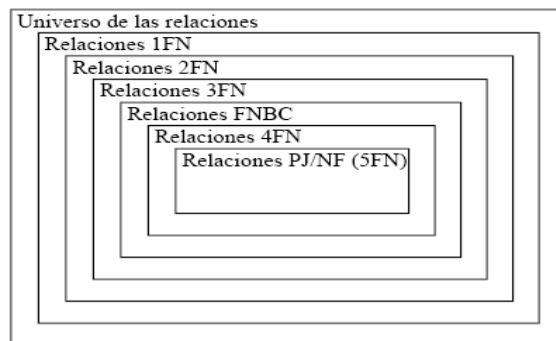 Universo de las relaciones
Relaciones 1FN
Relaciones 2FN
Relaciones 3FN
Relaciones FNBC
Relaciones 4FN
Relaciones PJ/NF (5FN)